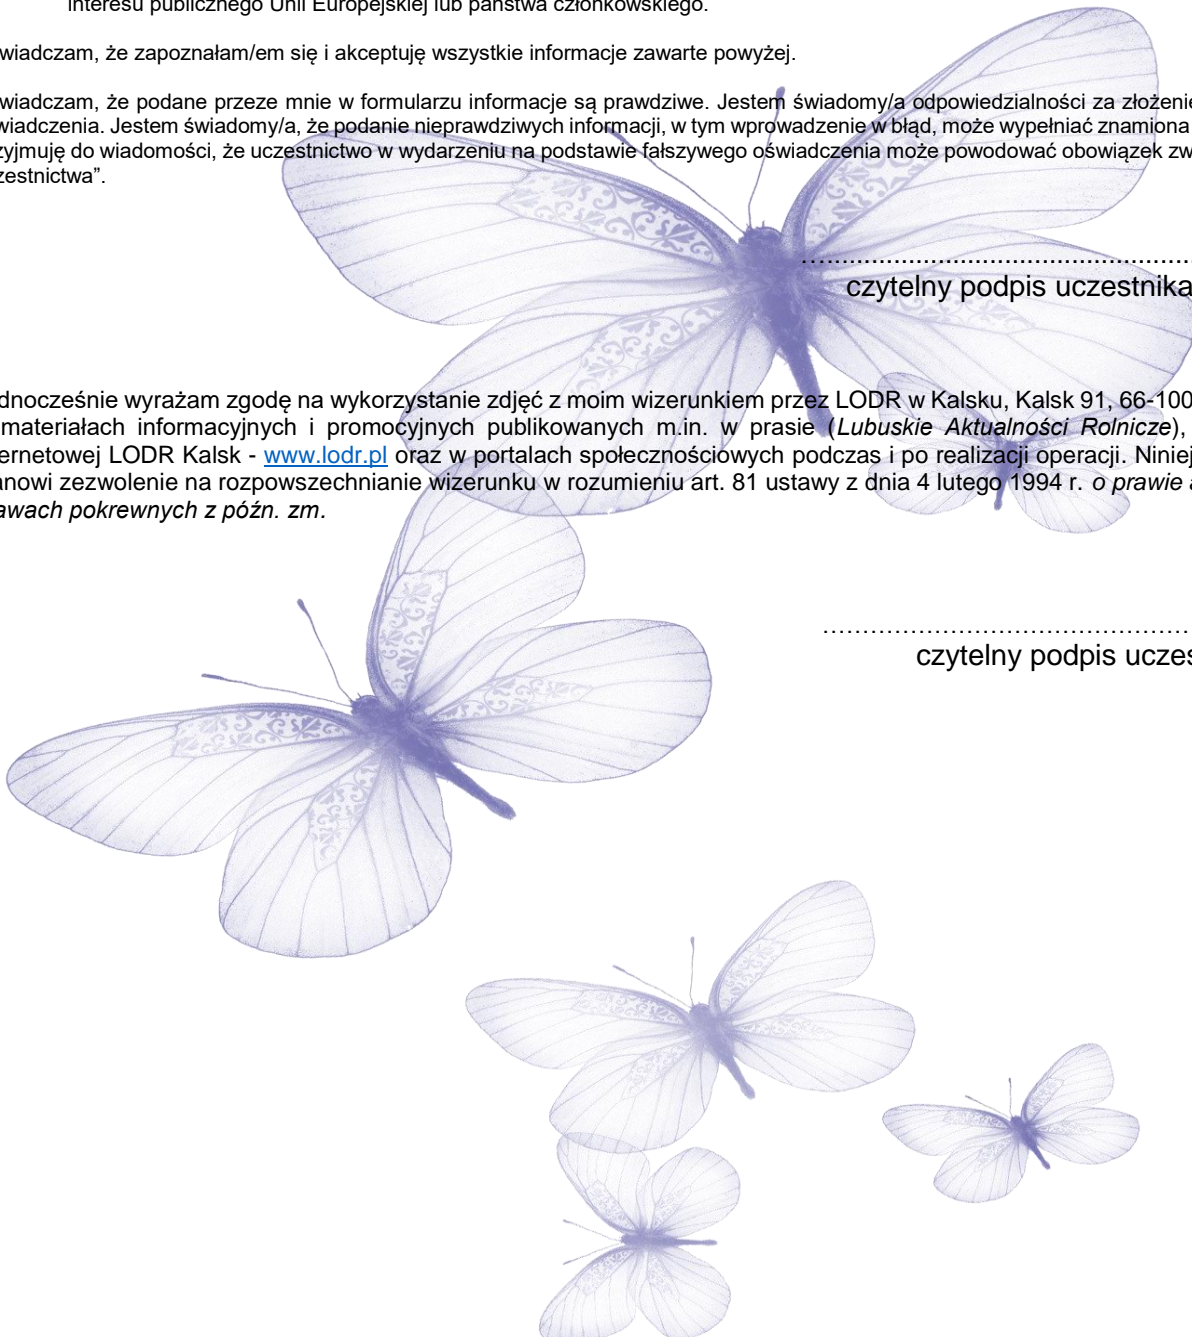 interesu publicznego Unii Europejskiej lub państwa członkowskiego.
wiadczam, że zapoznałam/em się i akceptuję wszystkie informacje zawarte powyżej.
wiadczam, że podane przeze mnie w formularzu informacje są prawdziwe. Jestem świadomy/a odpowiedzialności za złożenie
wiadczenia. Jestem świadomy/a, że podanie nieprawdziwych informacji, w tym wprowadzenie w błąd, może wypełniać znamiona
zyjmuję do wiadomości, że uczestnictwo w wydarzeniu na podstawie fałszywego oświadczenia może powodować obowiązek zw
zestnictwa”.
czytelny podpis uczestnika
dnocześnie wyrażam zgodę na wykorzystanie zdjęć z moim wizerunkiem przez LODR w Kalsku, Kalsk 91, 66-100
materiałach informacyjnych i promocyjnych publikowanych m.in. w prasie (Lubuskie Aktualności Rolnicze),
ernetowej LODR Kalsk - www.lodr.pl oraz w portalach społecznościowych podczas i po realizacji operacji. Niniej
anowi zezwolenie na rozpowszechnianie wizerunku w rozumieniu art. 81 ustawy z dnia 4 lutego 1994 r. o prawie a
awach pokrewnych z późn. zm.
czytelny podpis uczes